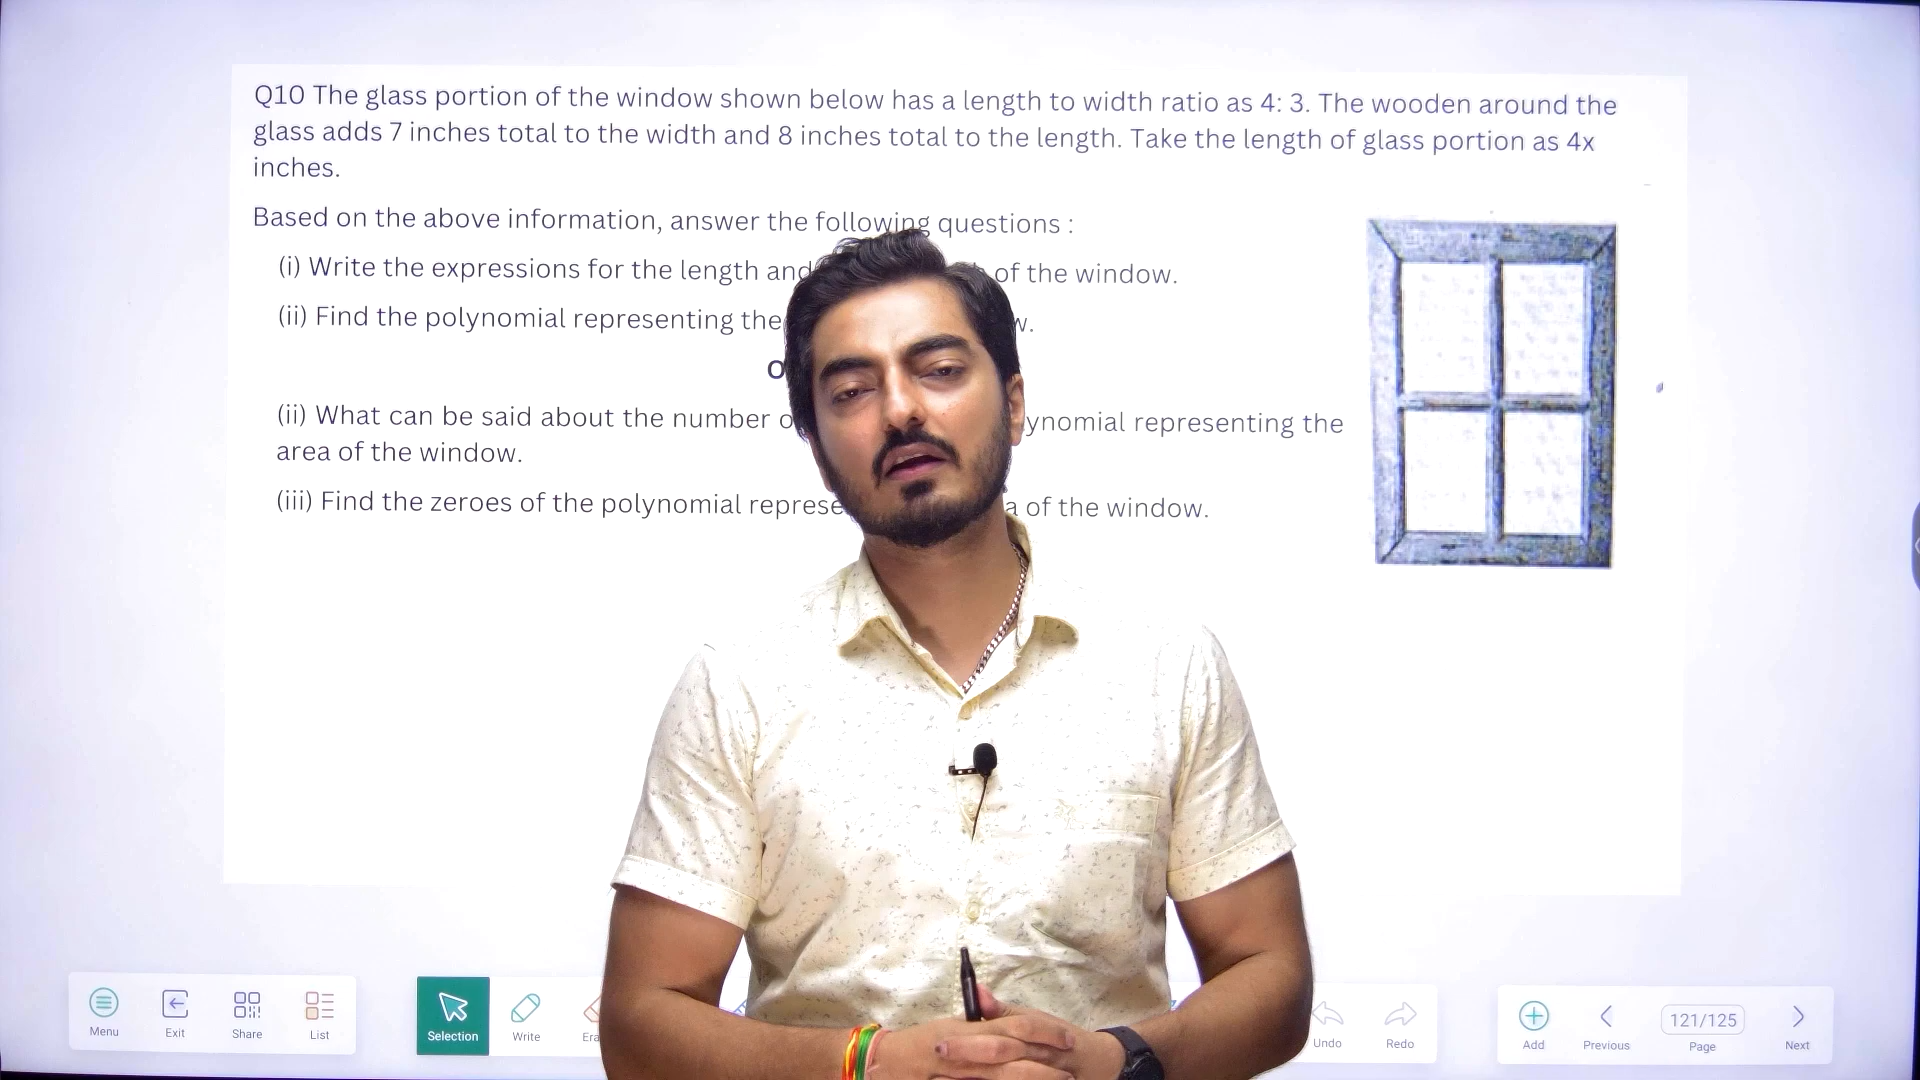 Q10 The glass portion of the window shown below has a length to width ratio as 4: 3. The wooden around the
glass adds 7 inches total to the width and 8 inches total to the length. Take the length of glass portion as 4x
inches.
Based on the above information, answer the following questions :
(i) Write the expressions for the length and of the window.
(ii) Find the polynomial representing the
(ii) What can be said about the number representing the
area of the window.
(iii) Find the zeroes of the polynomial of the window.
Menu
Exit
Share
List
Selection
Write
Undo
Redo
Add
Previous
121/125
Page
Next